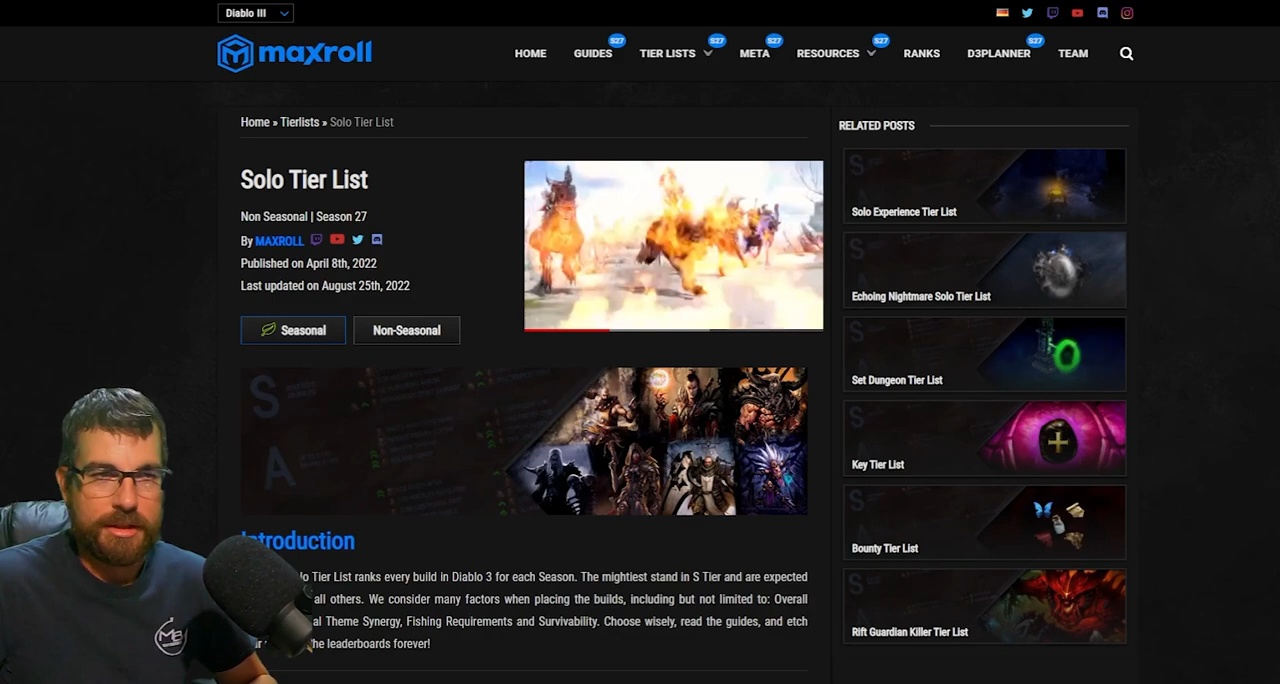 Diablo III
maxroll
HOME
GUIDES
S27
TIER LISTS
S27
META
S27
RESOURCES
S27
RANKS
D3PLANNER
S27
TEAM
Home » Tierlists » Solo Tier List
Solo Tier List
Non Seasonal | Season 27
By MAXROLL
Published on April 8th, 2022
Last updated on August 25th, 2022
Seasonal
Non-Seasonal
S
A
Introduction
lo Tier List ranks every build in Diablo 3 for each Season. The mightiest stand in S Tier and are expected
all others. We consider many factors when placing the builds, including but not limited to: Overall
al Theme Synergy, Fishing Requirements and Survivability. Choose wisely, read the guides, and etch
the leaderboards forever!
MB
RELATED POSTS
Solo Experience Tier List
Echoing Nightmare Solo Tier List
Set Dungeon Tier List
Key Tier List
Bounty Tier List
Rift Guardian Killer Tier List